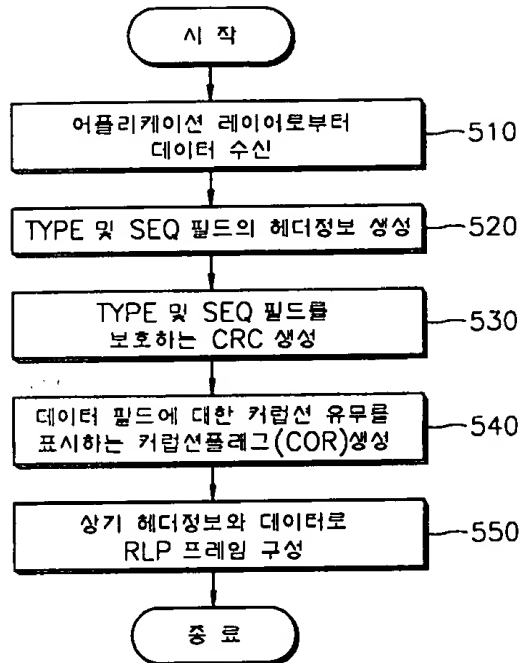 시 작
어플리케이션 레이어로부터
데이터 수신
510
TYPE 및 SEQ 필드의 헤더정보 생성
520
TYPE 및 SEQ 필드를
보호하는 CRC 생성
530
데이터 필드에 대한 커럽션 유무를
표시하는 커럽션플래그(COR)생성
540
상기 헤더정보와 데이터로
RLP 프레임 구성
550
종 료